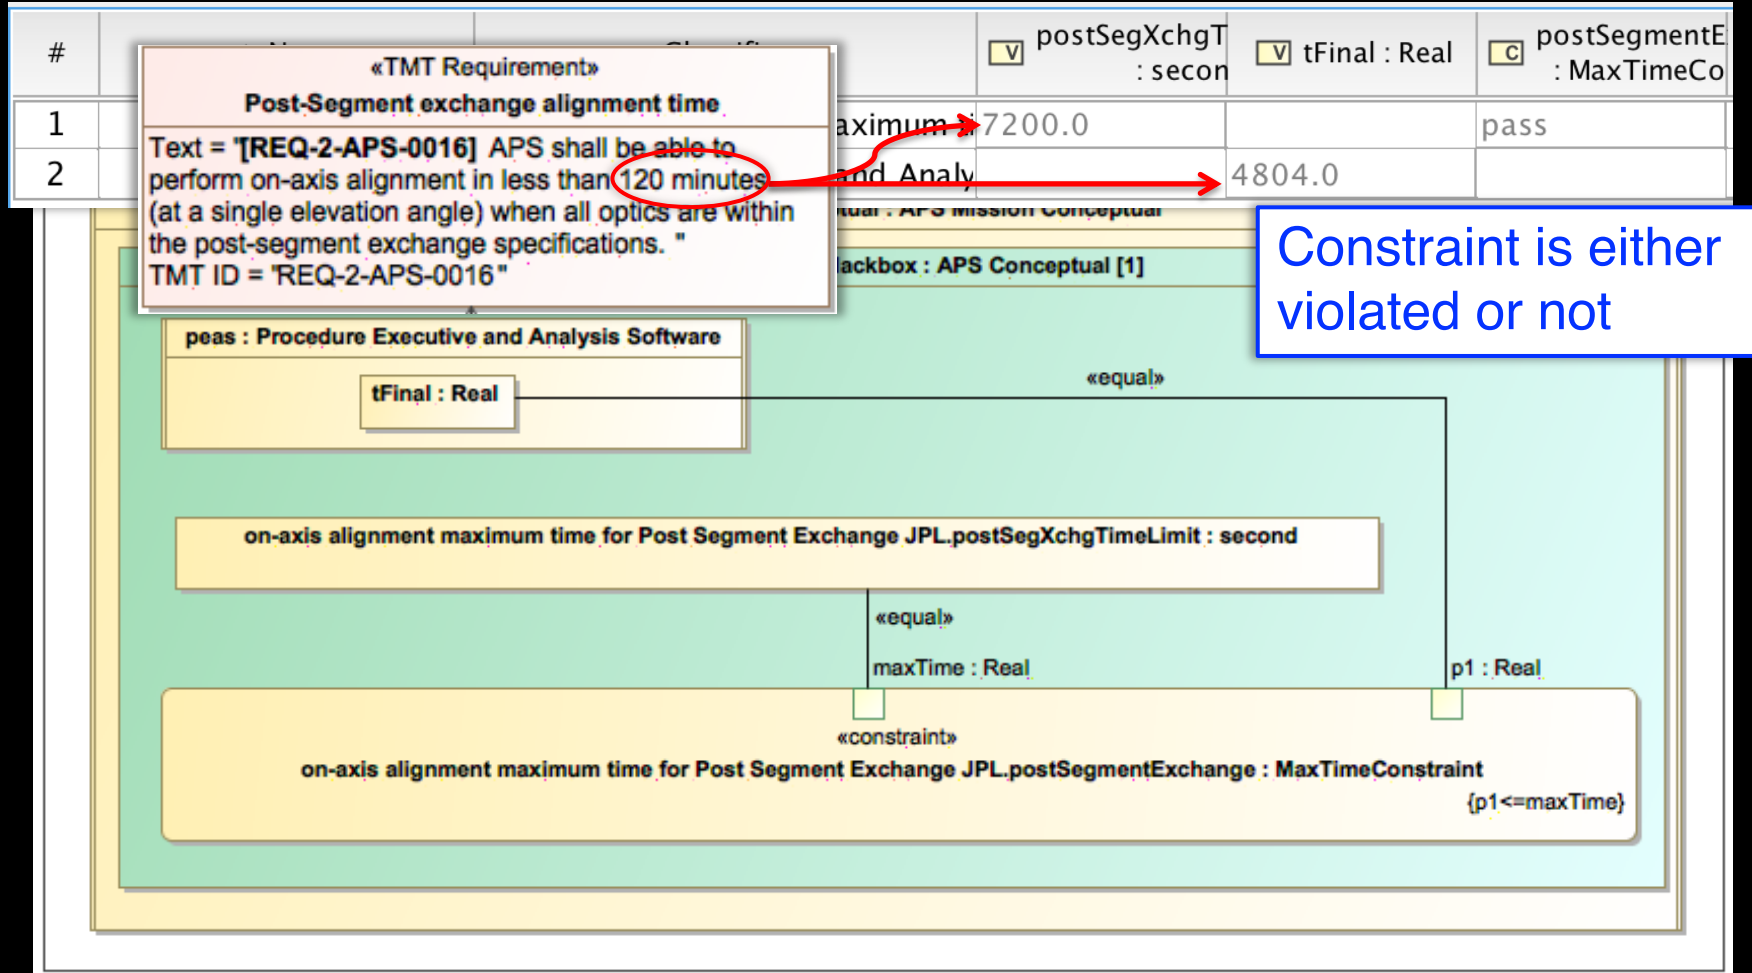 #
postSegXchgT
: secon
tFinal : Real
postSegmentE
: MaxTimeCo
«TMT Requirement»
Post-Segment exchange alignment time
Text = "[REQ-2-APS-0016] APS shall be able to
perform on-axis alignment in less than 120 minutes
(at a single elevation angle) when all optics are within
the post-segment exchange specifications. "
TMT ID = "REQ-2-APS-0016"
1
aximum
7200.0
pass
2
and Analy
4804.0
Constraint is either
violated or not
: APS Mission Conceptual
lackbox : APS Conceptual [1]
peas : Procedure Executive and Analysis Software
tFinal : Real
«equal»
on-axis alignment maximum time for Post Segment Exchange JPL.postSegXchgTimeLimit : second
«equal»
maxTime : Real
p1 : Real
«constraint»
on-axis alignment maximum time for Post Segment Exchange JPL.postSegmentExchange : MaxTimeConstraint
{p1<=maxTime}